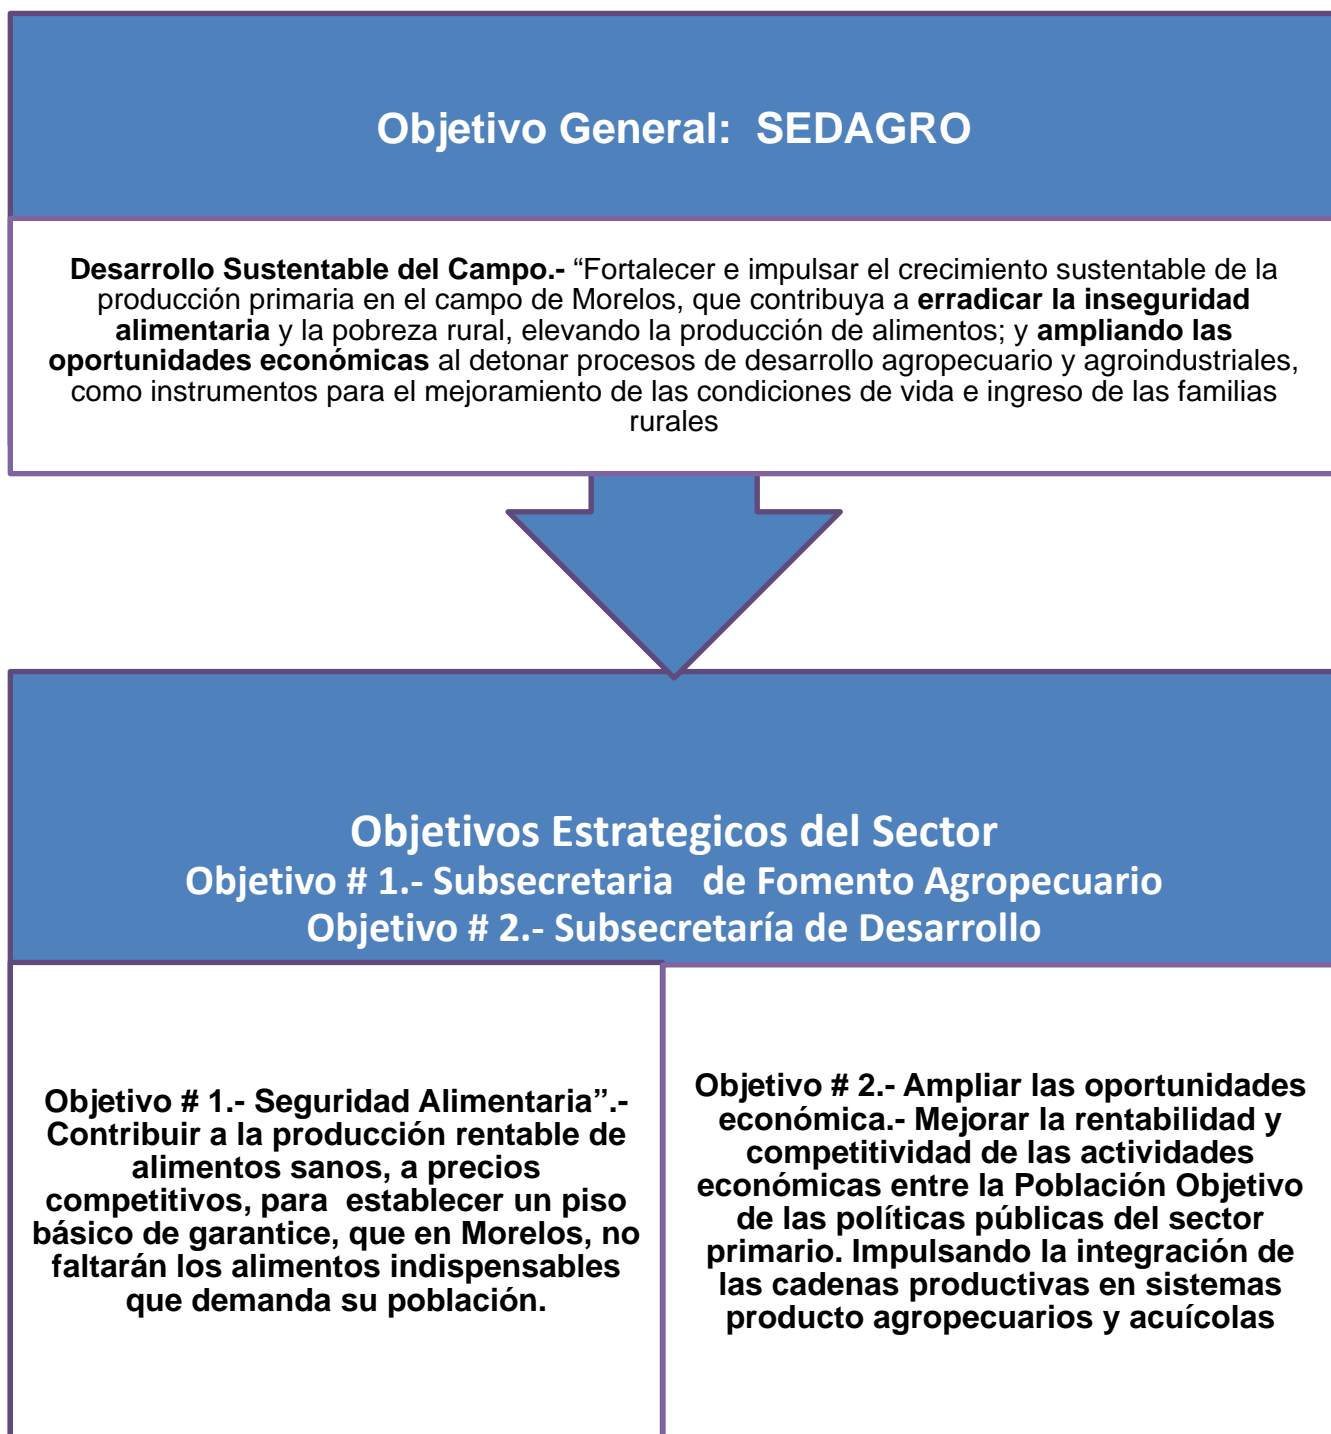 Objetivo General:  SEDAGRO
Desarrollo Sustentable del Campo.- “Fortalecer e impulsar el crecimiento sustentable de la
producción primaria en el campo de Morelos, que contribuya a erradicar la inseguridad
alimentaria y la pobreza rural, elevando la producción de alimentos; y ampliando las
oportunidades económicas al detonar procesos de desarrollo agropecuario y agroindustriales,
como instrumentos para el mejoramiento de las condiciones de vida e ingreso de las familias
rurales
Objetivos Estrategicos del Sector
Objetivo # 1.- Subsecretaria   de Fomento Agropecuario
Objetivo # 2.- Subsecretaría de Desarrollo
Objetivo # 1.- Seguridad Alimentaria”.-
Contribuir a la producción rentable de
alimentos sanos, a precios
competitivos, para  establecer un piso
básico de garantice, que en Morelos, no
faltarán los alimentos indispensables
que demanda su población.
Objetivo # 2.- Ampliar las oportunidades
económica.- Mejorar la rentabilidad y
competitividad de las actividades
económicas entre la Población Objetivo
de las políticas públicas del sector
primario. Impulsando la integración de
las cadenas productivas en sistemas
producto agropecuarios y acuícolas